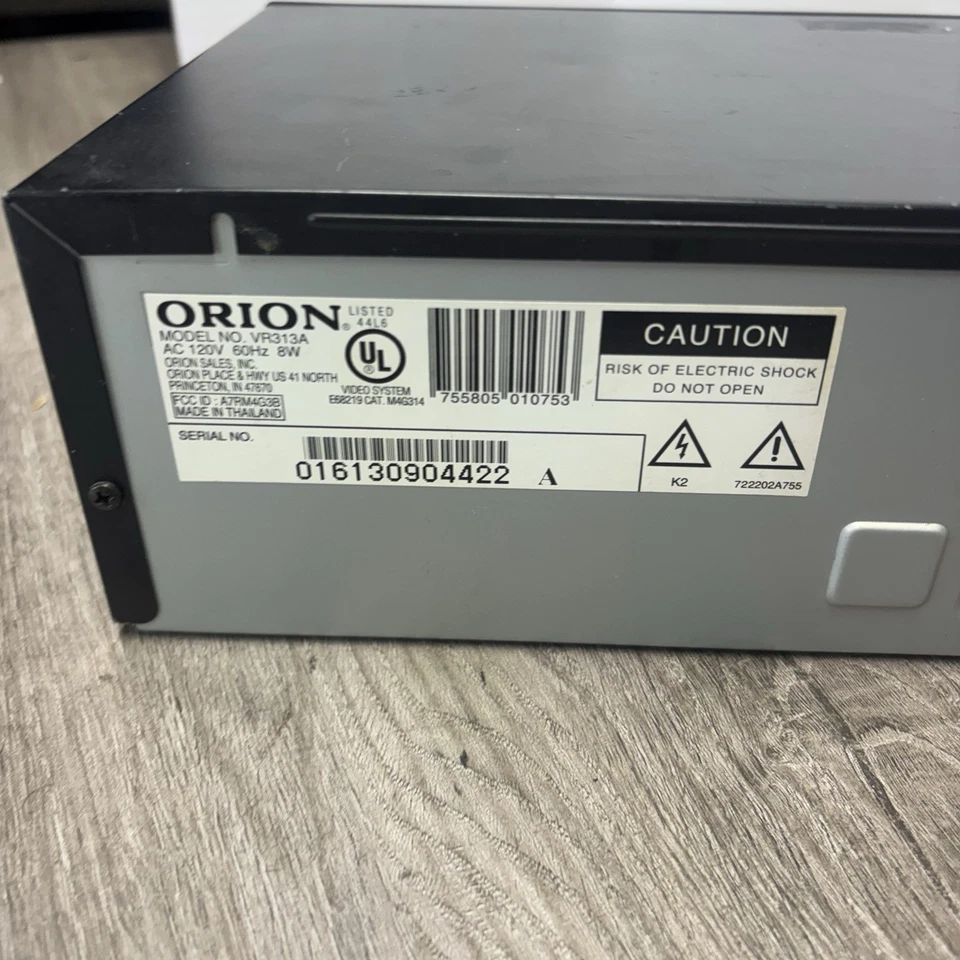 ORION®
LISTED
44L6
MODEL NO. VR313A
AC 120V 60Hz 8W
ORION SALES, INC.
ORION PLACE & HWY US 41 NORTH
PRINCETON, IN 47670
FCC ID : A7RM4G3B
MADE IN THAILAND
UL ®
VIDEO SYSTEM
E68219 CAT. M4G314
755805 010753
CAUTION
RISK OF ELECTRIC SHOCK
DO NOT OPEN
SERIAL NO.
016130904422 A
K2
722202A755